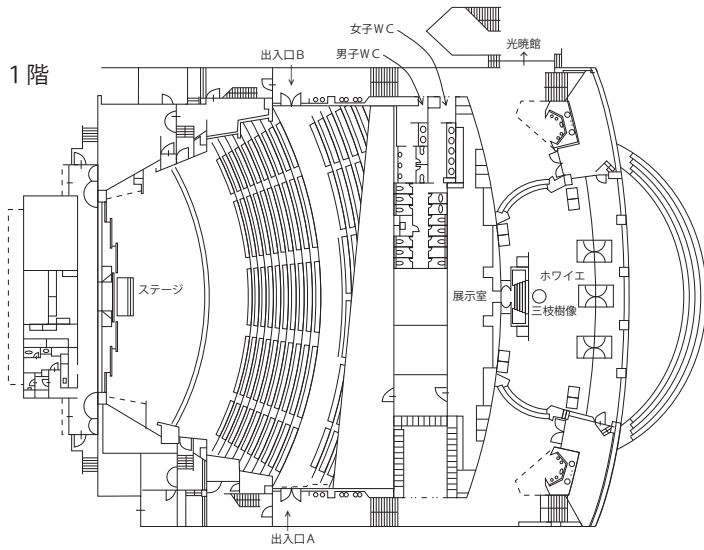 女子WC
光暁館
男子WC
出入口B
1階
ステージ
展示室
ホワイエ
三枝樹像
出入口A